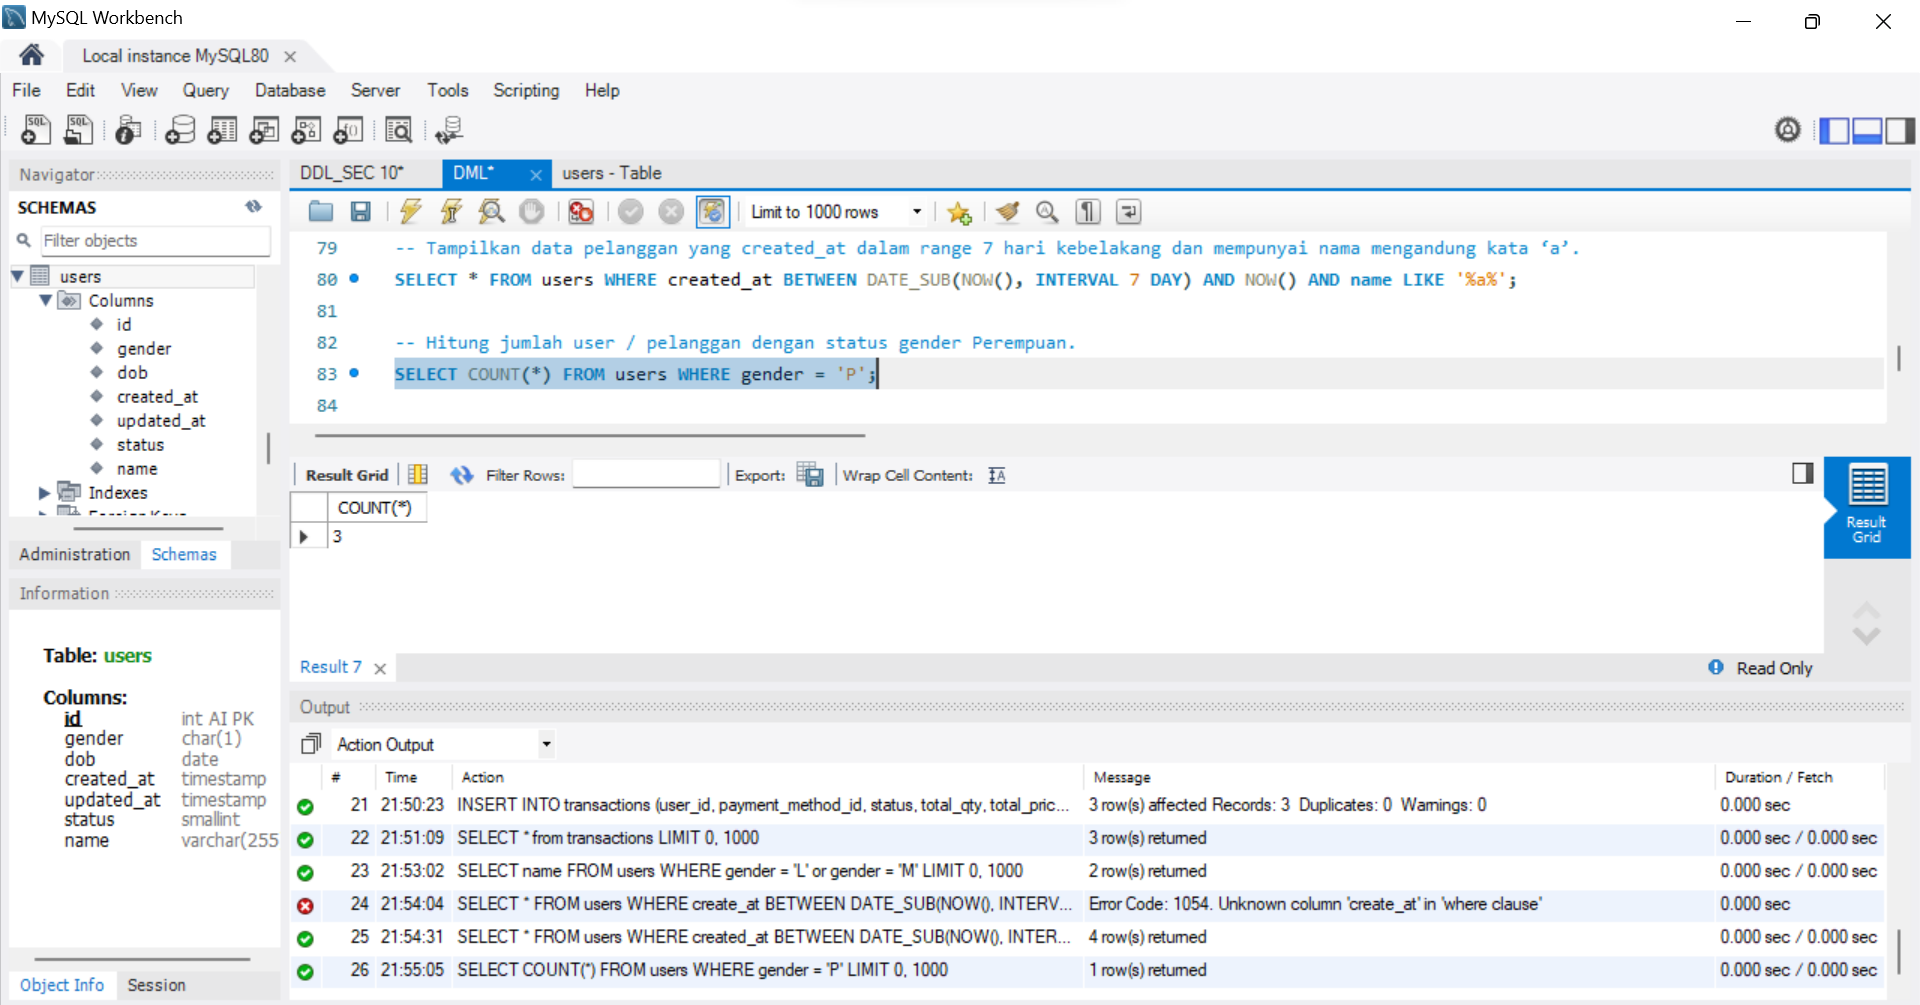 MySQL Workbench
Local instance MySQL80
File Edit View Query Database Server Tools Scripting Help
Navigator
SCHEMAS
Filter objects
users
Columns
id
gender
dob
created_at
updated_at
status
name
Indexes
Administration Schemas
Information
Table: users
Columns:
id int AI PK
gender char(1)
dob date
created_at timestamp
updated_at timestamp
status smallint
name varchar(255
Object Info Session
DDL_SEC 10* DML* users - Table
Limit to 1000 rows
79 -- Tampilkan data pelanggan yang created_at dalam range 7 hari kebelakang dan mempunyai nama mengandung kata ‘a’.
80 SELECT * FROM users WHERE created_at BETWEEN DATE_SUB(NOW(), INTERVAL 7 DAY) AND NOW() AND name LIKE '%a%';
81
82 -- Hitung jumlah user / pelanggan dengan status gender Perempuan.
83 SELECT COUNT(*) FROM users WHERE gender = 'P';
84
Result Grid Filter Rows: Export: Wrap Cell Content:
COUNT(*)
3
Result Grid
Result 7
Read Only
Output
Action Output
# Time Action Message Duration / Fetch
21 21:50:23 INSERT INTO transactions (user_id, payment_method_id, status, total_qty, total_pric... 3 row(s) affected Records: 3 Duplicates: 0 Warnings: 0 0.000 sec
22 21:51:09 SELECT * from transactions LIMIT 0, 1000 3 row(s) returned 0.000 sec / 0.000 sec
23 21:53:02 SELECT name FROM users WHERE gender = 'L' or gender = 'M' LIMIT 0, 1000 2 row(s) returned 0.000 sec / 0.000 sec
24 21:54:04 SELECT * FROM users WHERE create_at BETWEEN DATE_SUB(NOW(), INTERV... Error Code: 1054. Unknown column 'create_at' in 'where clause' 0.000 sec
25 21:54:31 SELECT * FROM users WHERE created_at BETWEEN DATE_SUB(NOW(), INTER... 4 row(s) returned 0.000 sec / 0.000 sec
26 21:55:05 SELECT COUNT(*) FROM users WHERE gender = 'P' LIMIT 0, 1000 1 row(s) returned 0.000 sec / 0.000 sec